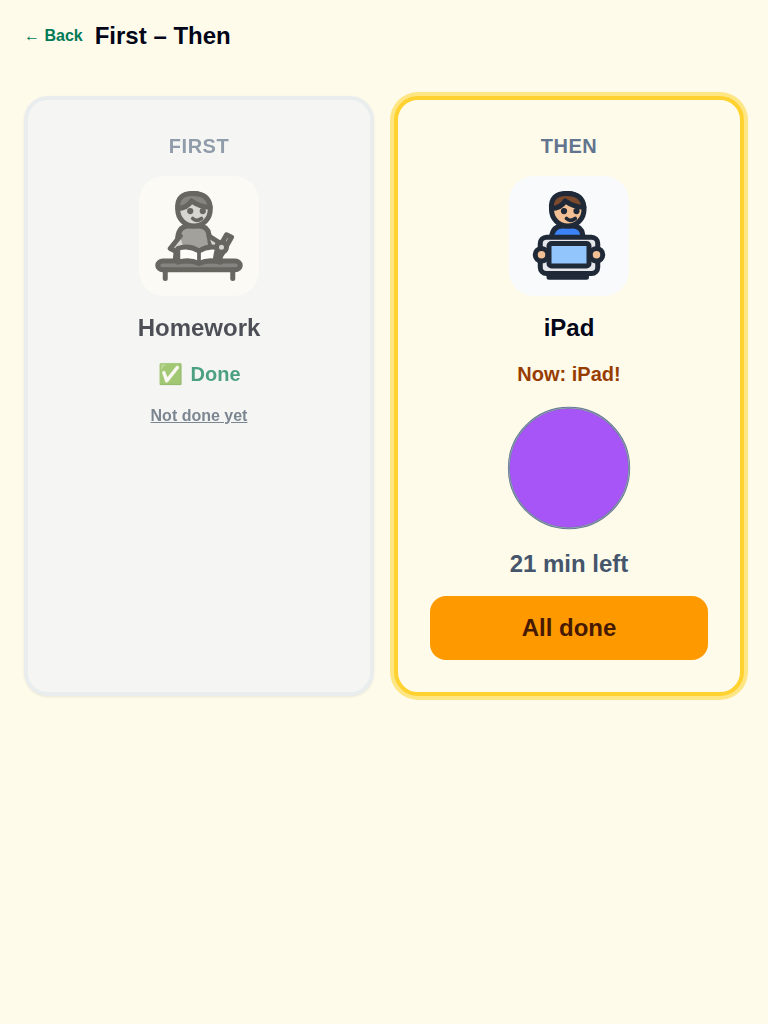 ← Back First – Then
FIRST
Homework
✅ Done
Not done yet
THEN
iPad
Now: iPad!
21 min left
All done